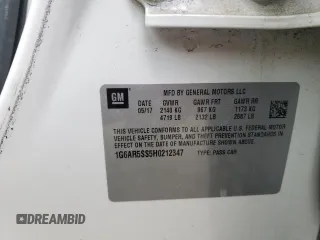 GM
MFD BY GENERAL MOTORS LLC
05/17 GVWR GAWR FRT GAWR RR
2140 KG 967 KG 1173 KG
4719 LB 2132 LB 2587 LB
THIS VEHICLE CONFORMS TO ALL APPLICABLE U.S. FEDERAL
MOTOR VEHICLE SAFETY, BUMPER, AND THEFT PREVENTION
STANDARDS IN EFFECT ON THE DATE OF MANUFACTURE SHOWN ABOVE.
1G6AR5SS5H0212347 TYPE: PASS CAR
© AUTOBIDCAR
AUTOBIDCAR